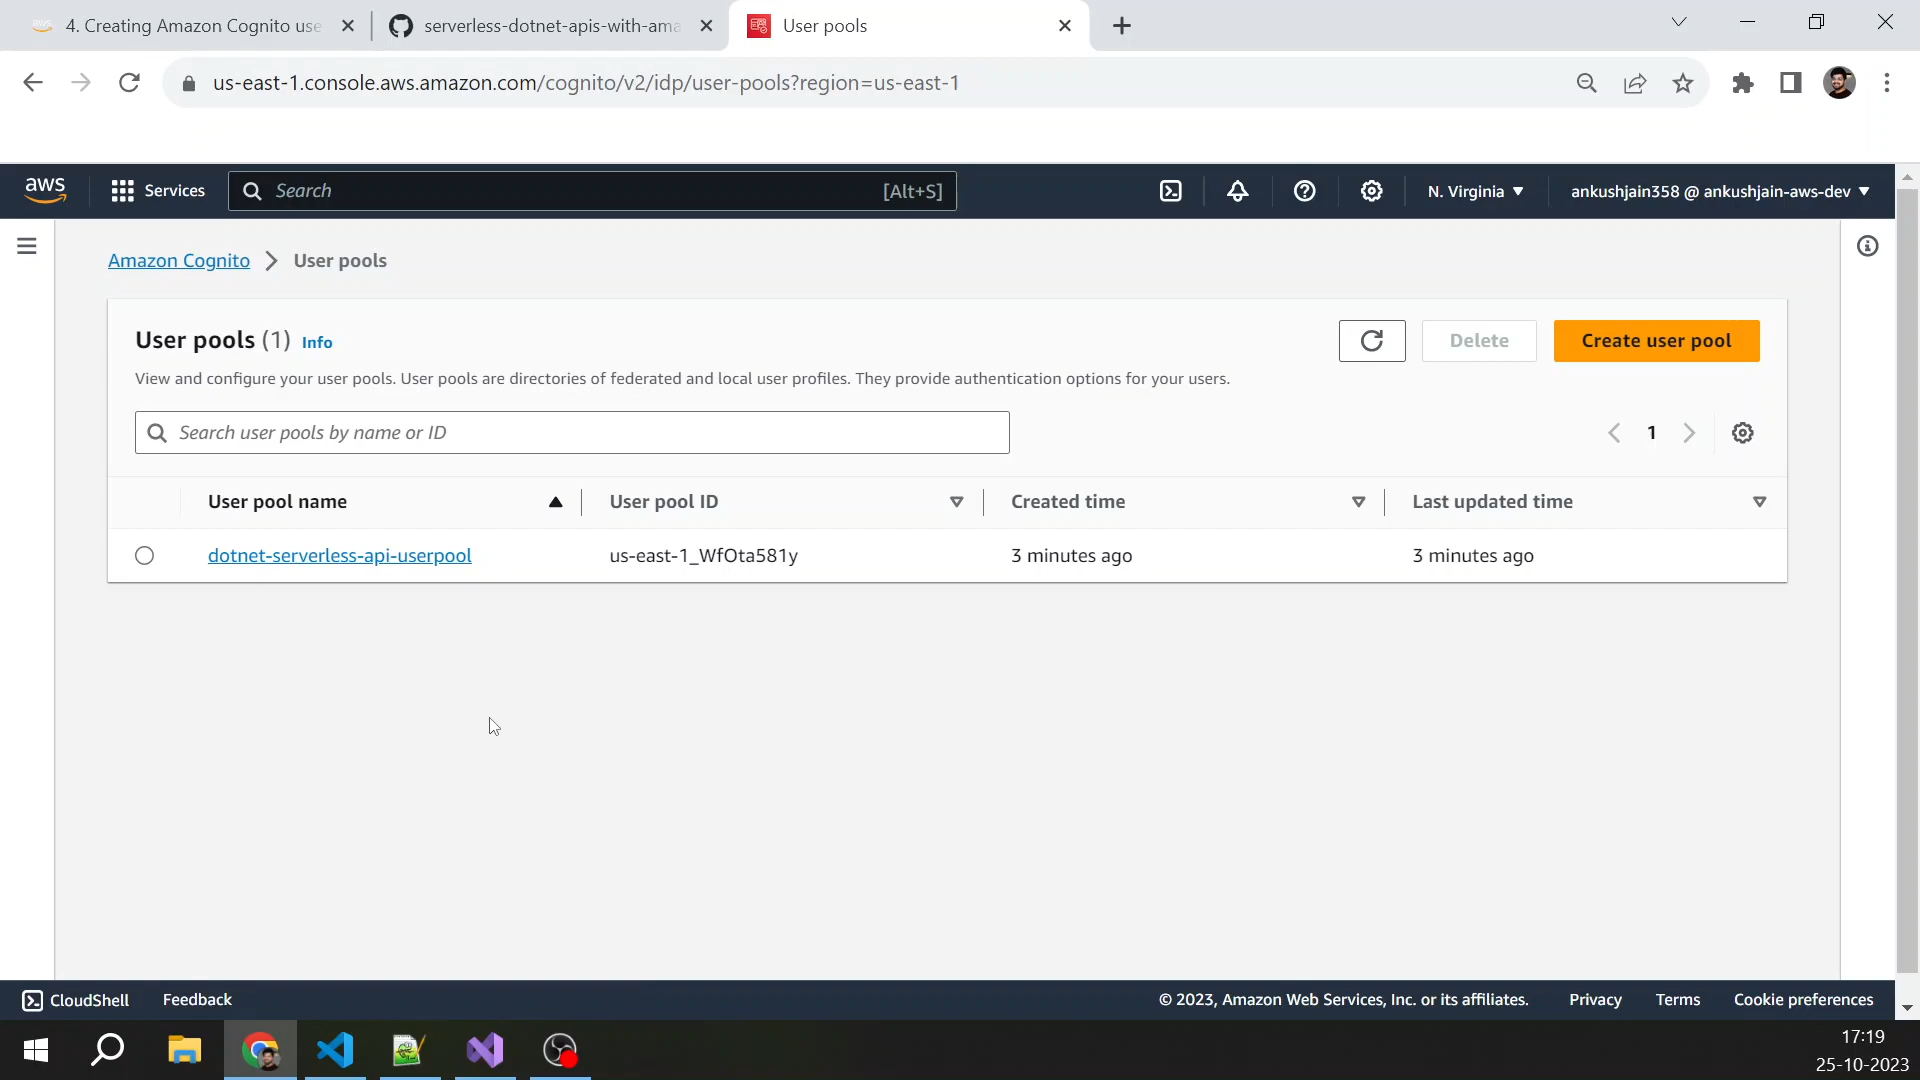 4. Creating Amazon Cognito use
serverless-dotnet-apis-with-ama
User pools
us-east-1.console.aws.amazon.com/cognito/v2/idp/user-pools?region=us-east-1
aws
Services
Search
[Alt+S]
N. Virginia
ankushjain358 @ ankushjain-aws-dev
Amazon Cognito
User pools
User pools (1) Info
Delete
Create user pool
View and configure your user pools. User pools are directories of federated and local user profiles. They provide authentication options for your users.
Search user pools by name or ID
1
User pool name
User pool ID
Created time
Last updated time
dotnet-serverless-api-userpool
us-east-1_WfOta581y
3 minutes ago
3 minutes ago
CloudShell
Feedback
© 2023, Amazon Web Services, Inc. or its affiliates.
Privacy
Terms
Cookie preferences
17:19
25-10-2023